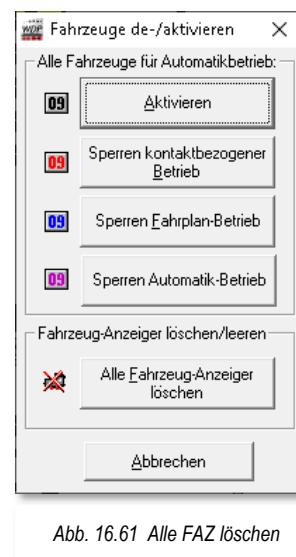 WDP Fahrzeuge de-/aktivieren
Alle Fahrzeuge für Automatikbetrieb:
09 Aktivieren
09 Sperren kontaktbezogener
Betrieb
09 Sperren Fahrplan-Betrieb
09 Sperren Automatik-Betrieb
Fahrzeug-Anzeiger löschen/leeren
Alle Fahrzeug-Anzeiger
löschen
Abbrechen
Abb. 16.61 Alle FAZ löschen